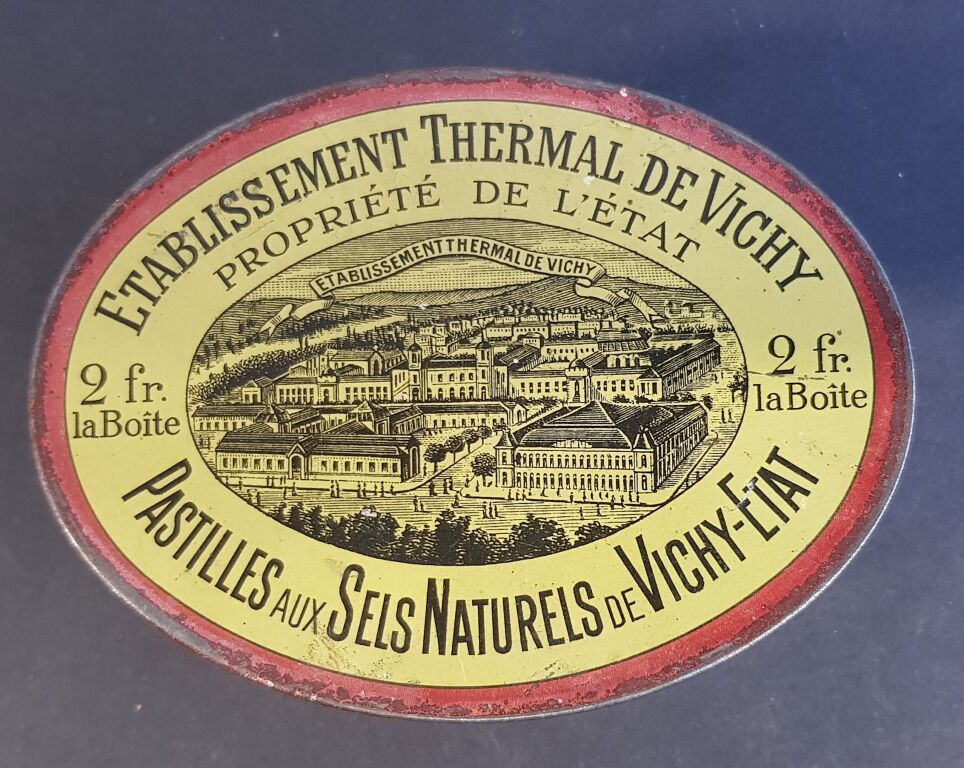 ETABLISSEMENT THERMAL DE VICHY
PROPRIÉTÉ DE L'ÉTAT
ETABLISSEMENT THERMAL DE VICHY
2 fr.
la Boîte
2 fr.
la Boîte
PASTILLES AUX SELS NATURELS DE VICHY-ETAT